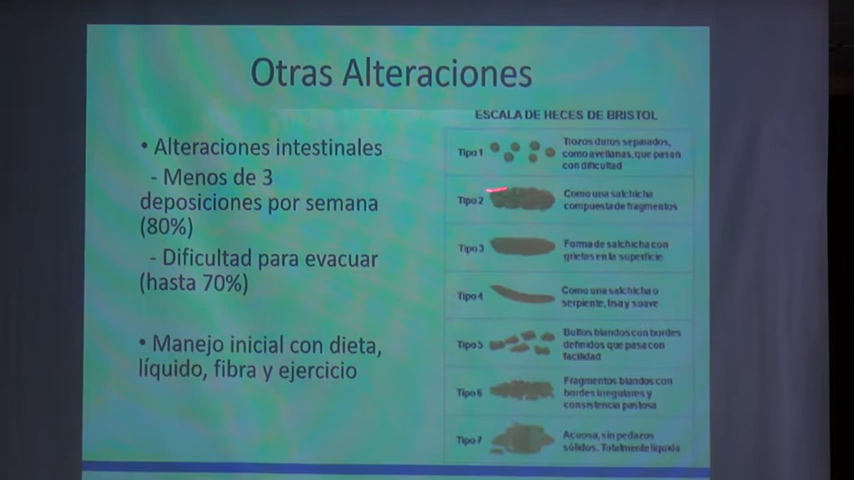 Otras Alteraciones
• Alteraciones intestinales
- Menos de 3
deposiciones por semana
(80%)
- Dificultad para evacuar
(hasta 70%)
• Manejo inicial con dieta,
líquido, fibra y ejercicio
ESCALA DE HECES DE BRISTOL
Tipo 1
Trozos duros separados,
como avellanas, que pasan
con dificultad
Tipo 2
Como una salchicha
compuesta de fragmentos
Tipo 3
Forma de salchicha con
grietas en la superficie
Tipo 4
Como una salchicha o
serpiente, lisa y suave
Tipo 5
Bultos blandos con bordes
definidos que pasa con
facilidad
Tipo 6
Fragmentos blandos con
bordes irregulares y
consistencia pastosa
Tipo 7
Acuosa, sin pedazos
sólidos. Totalmente líquida